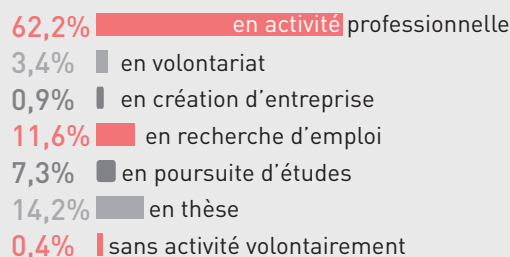 62,2% en activité professionnelle
3,4% en volontariat
0,9% en création d'entreprise
11,6% en recherche d'emploi
7,3% en poursuite d'études
14,2% en thèse
0,4% sans activité volontairement